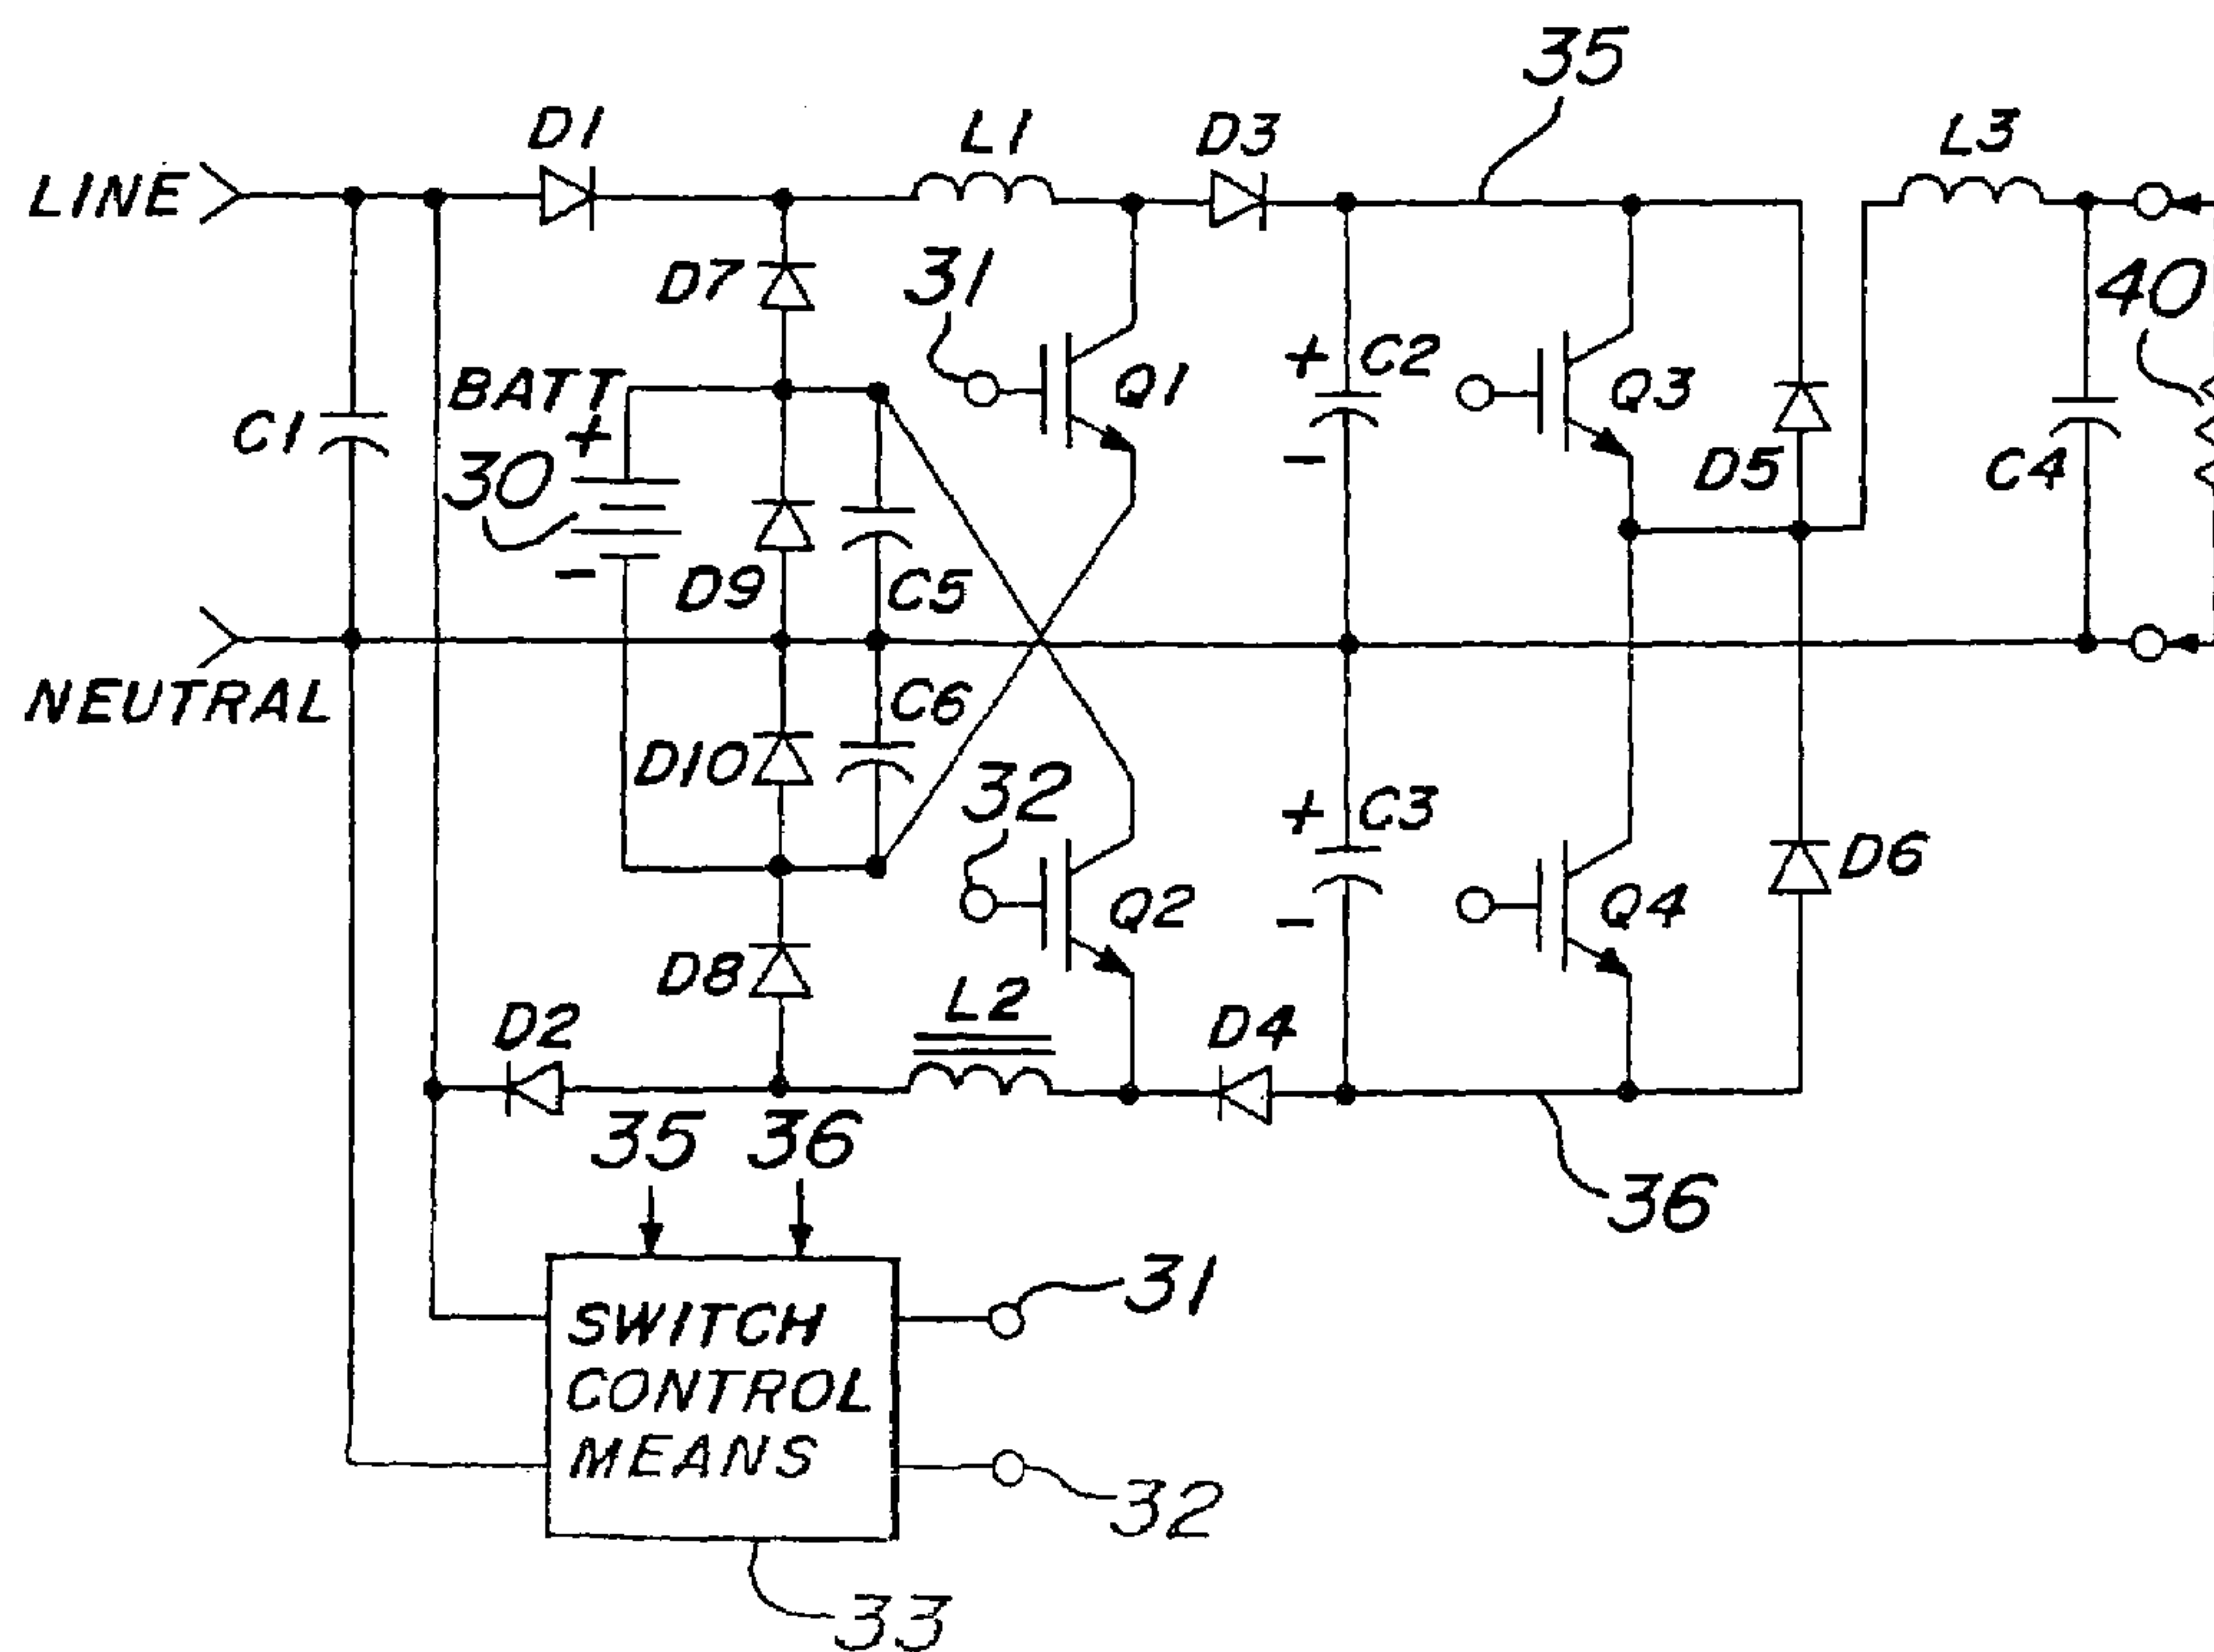 35
D1
L1
D3
L3
LINE
D7
31
40
BATT
+
Q1
+
C2
Q3
C1
30
-
D5
C4
-
D9
C5
NEUTRAL
C6
D10
32
+
C3
D6
Q2
-
Q4
D8
L2
D2
D4
35
36
36
SWITCH
CONTROL
MEANS
31
32
33